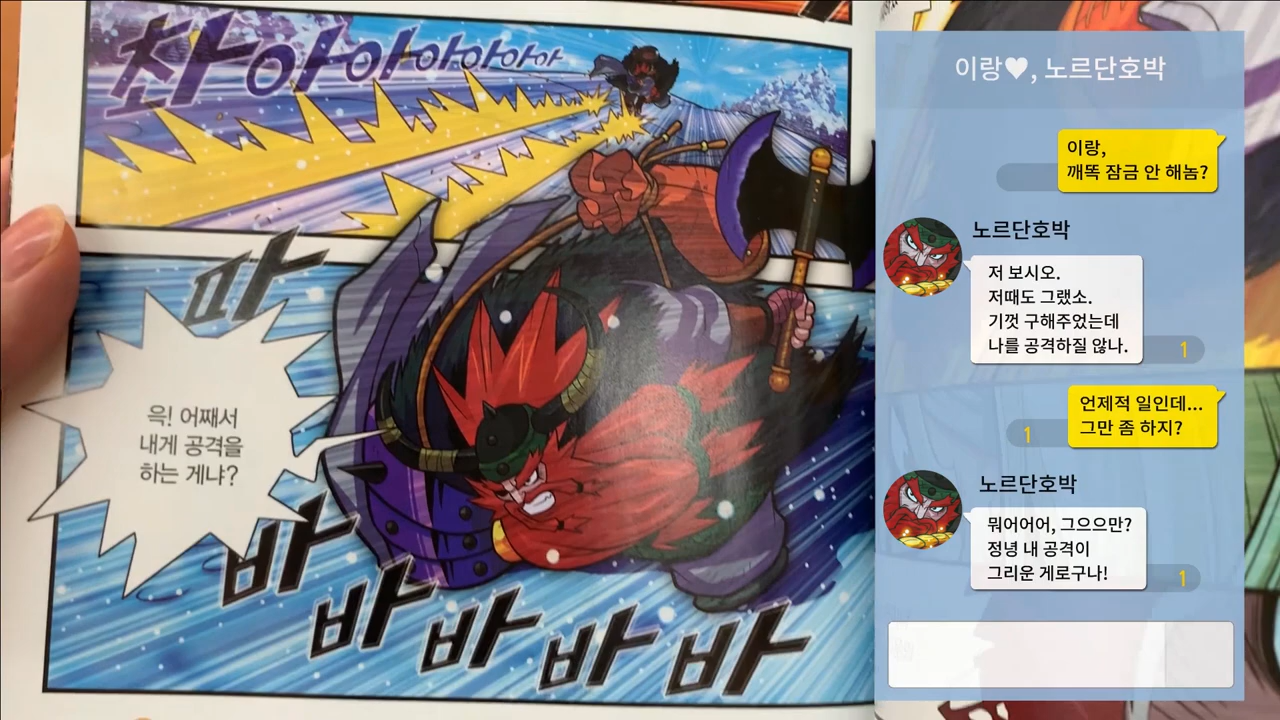 촤아아아아아아
파
윽! 어째서
내게 공격을
하는 게냐?
바바바바바
이랑♥, 노르단호박
이랑,
깨똑 잠금 안 해놈?
노르단호박
저 보시오.
저때도 그랬소.
기껏 구해주었는데
나를 공격하질 않나.
1
언제적 일인데...
그만 좀 하지?
1
노르단호박
뭐어어어, 그으으만?
정녕 내 공격이
그리운 게로구나!
1